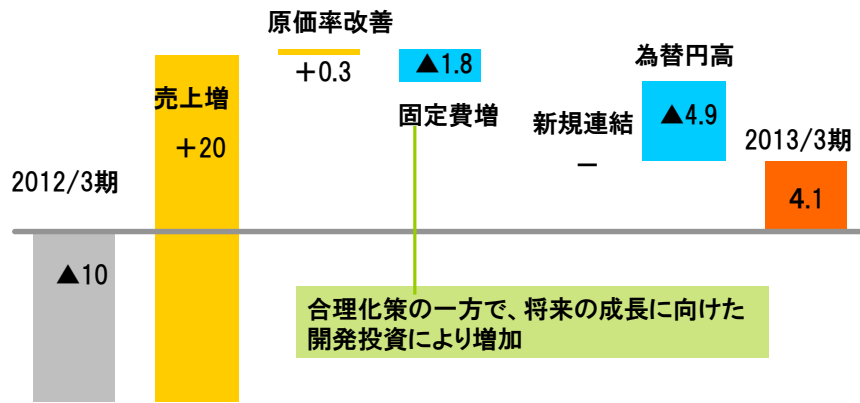 原価率改善
+0.3
▲1.8
固定費増
為替円高
▲4.9
売上増
+20
新規連結
－
2013/3期
4.1
2012/3期
▲10
合理化策の一方で、将来の成長に向けた
開発投資により増加